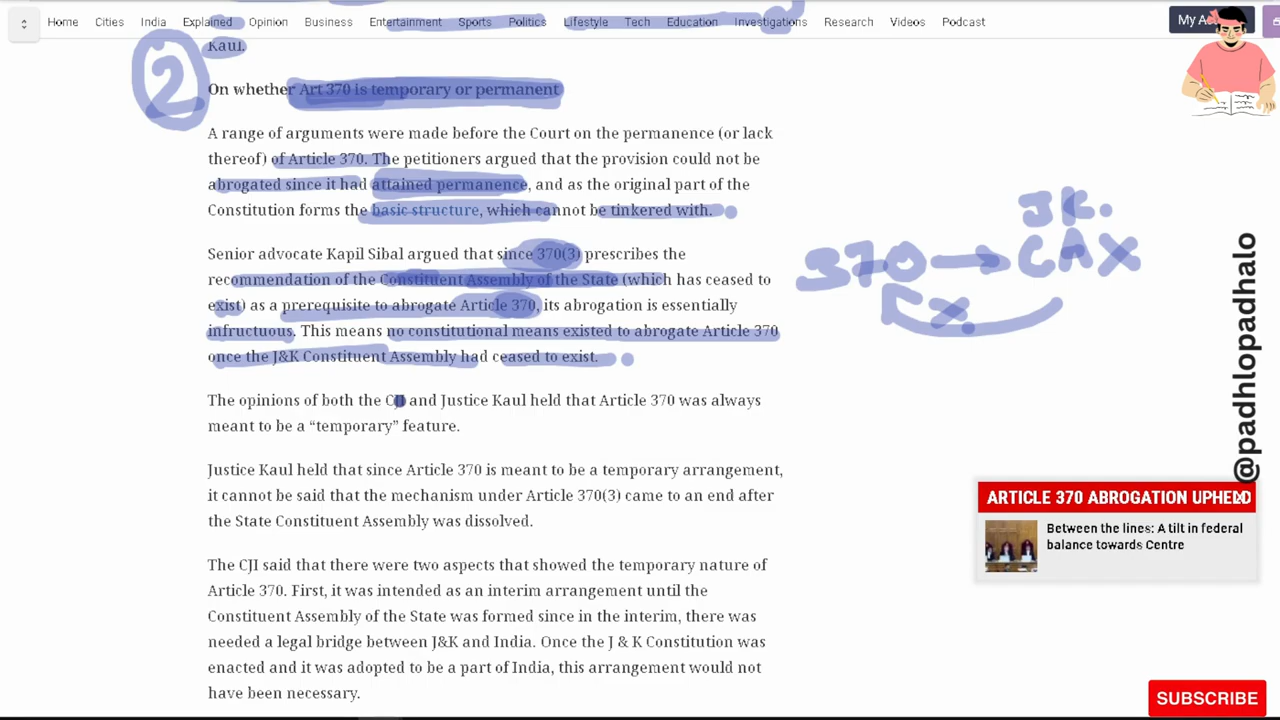 Home Cities India Explained Opinion Business Entertainment Sports Politics Lifestyle Tech Education Investigations Research Videos Podcast
Kaul.
2
On whether Art 370 is temporary or permanent
A range of arguments were made before the Court on the permanence (or lack
thereof) of Article 370. The petitioners argued that the provision could not be
abrogated since it had attained permanence, and as the original part of the
Constitution forms the basic structure, which cannot be tinkered with.
Senior advocate Kapil Sibal argued that since 370(3) prescribes the
recommendation of the Constituent Assembly of the State (which has ceased to
exist) as a prerequisite to abrogate Article 370, its abrogation is essentially
infructuous. This means no constitutional means existed to abrogate Article 370
once the J&K Constituent Assembly had ceased to exist.
The opinions of both the CJI and Justice Kaul held that Article 370 was always
meant to be a “temporary” feature.
Justice Kaul held that since Article 370 is meant to be a temporary arrangement,
it cannot be said that the mechanism under Article 370(3) came to an end after
the State Constituent Assembly was dissolved.
The CJI said that there were two aspects that showed the temporary nature of
Article 370. First, it was intended as an interim arrangement until the
Constituent Assembly of the State was formed since in the interim, there was
needed a legal bridge between J&K and India. Once the J & K Constitution was
enacted and it was adopted to be a part of India, this arrangement would not
have been necessary.
JK.
370 → CAX
x.
My
@padhlopadhalo
ARTICLE 370 ABROGATION UPHELD
Between the lines: A tilt in federal
balance towards Centre
SUBSCRIBE